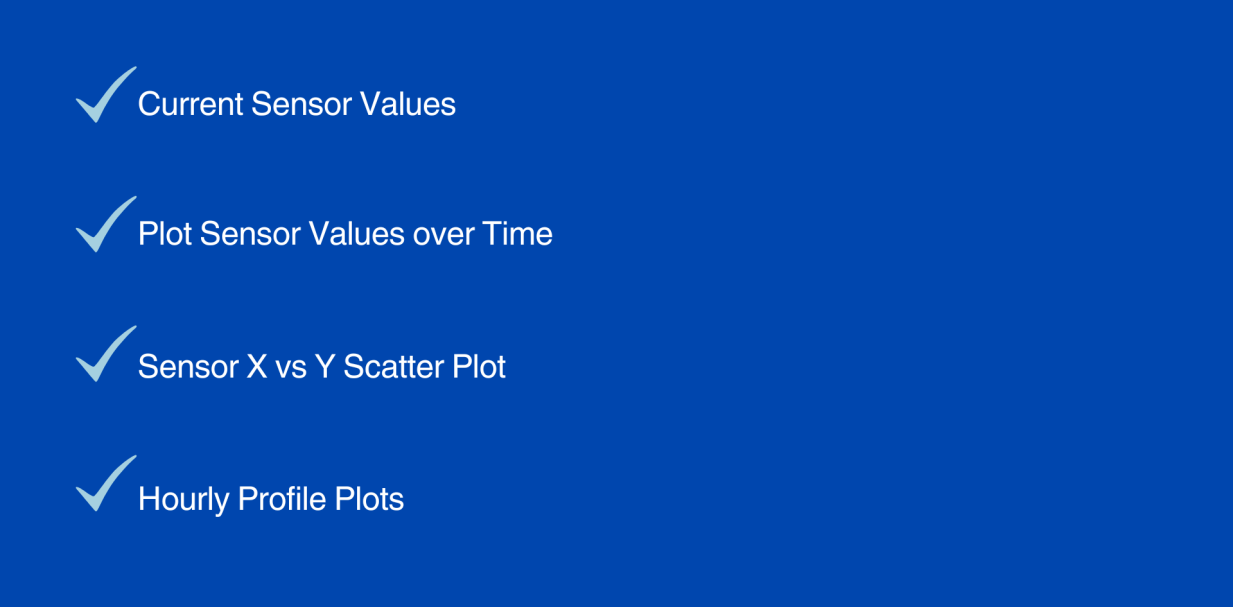 Current Sensor Values
Plot Sensor Values over Time
Sensor X vs Y Scatter Plot
Hourly Profile Plots